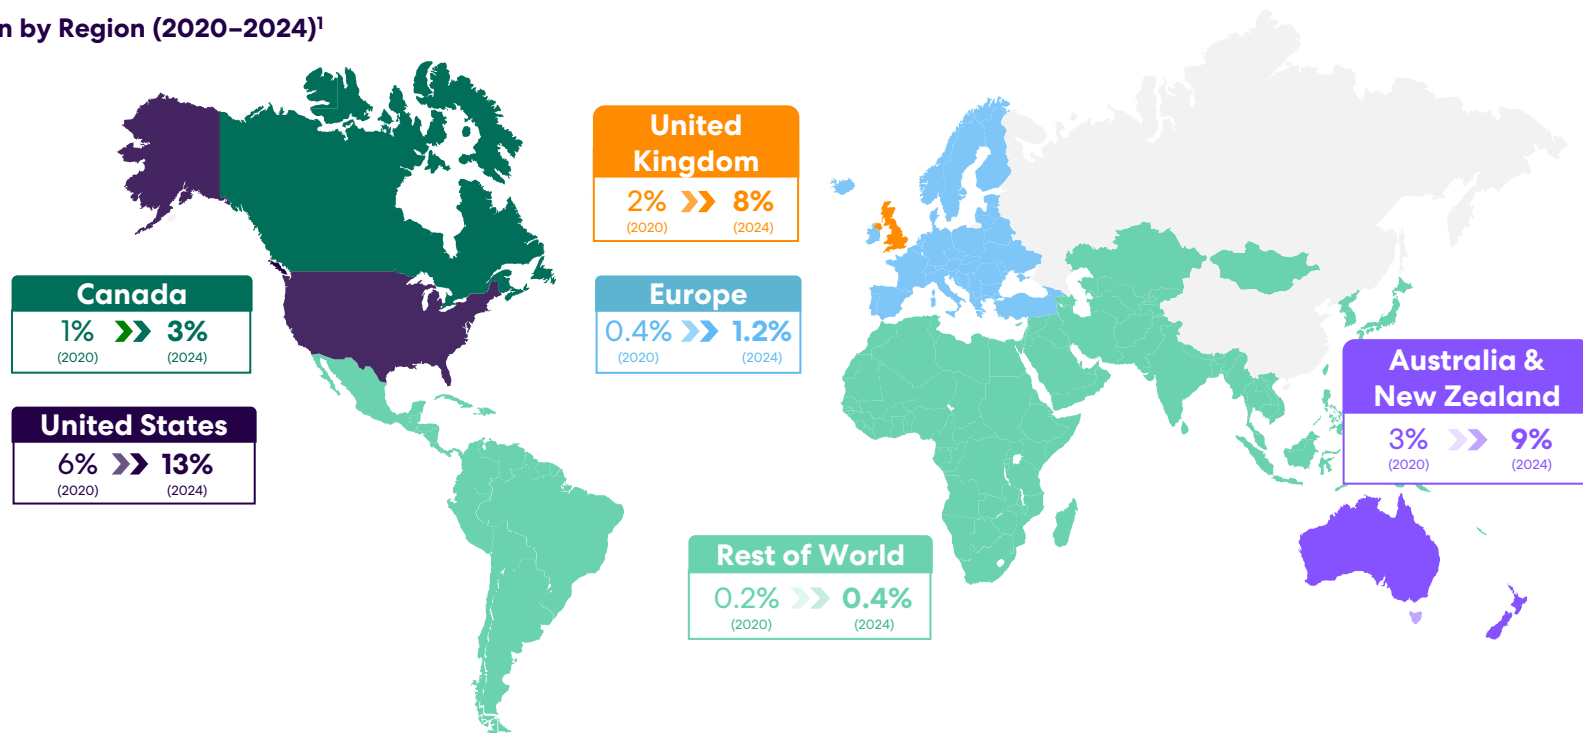 n by Region (2020–2024)¹
United
Kingdom
2% 8%
(2020) (2024)
Canada
1% 3%
(2020) (2024)
Europe
0.4% 1.2%
(2020) (2024)
Australia &
New Zealand
3% 9%
(2020) (2024)
United States
6% 13%
(2020) (2024)
Rest of World
0.2% 0.4%
(2020) (2024)